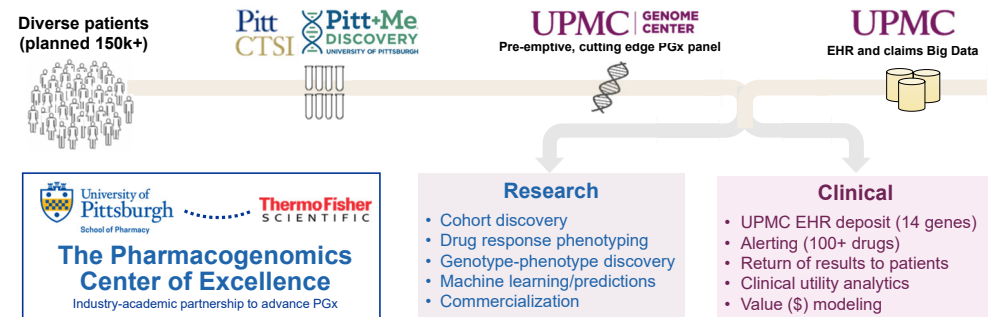 Diverse patients
(planned 150k+)
Pitt
CTSI
Pitt+Me
DISCOVERY
UNIVERSITY OF PITTSBURGH
UPMC | GENOME CENTER
Pre-emptive, cutting edge PGx panel
UPMC
EHR and claims Big Data
University of
Pittsburgh
School of Pharmacy
ThermoFisher
SCIENTIFIC
The Pharmacogenomics
Center of Excellence
Industry-academic partnership to advance PGx
Research
• Cohort discovery
• Drug response phenotyping
• Genotype-phenotype discovery
• Machine learning/predictions
• Commercialization
Clinical
• UPMC EHR deposit (14 genes)
• Alerting (100+ drugs)
• Return of results to patients
• Clinical utility analytics
• Value ($) modeling